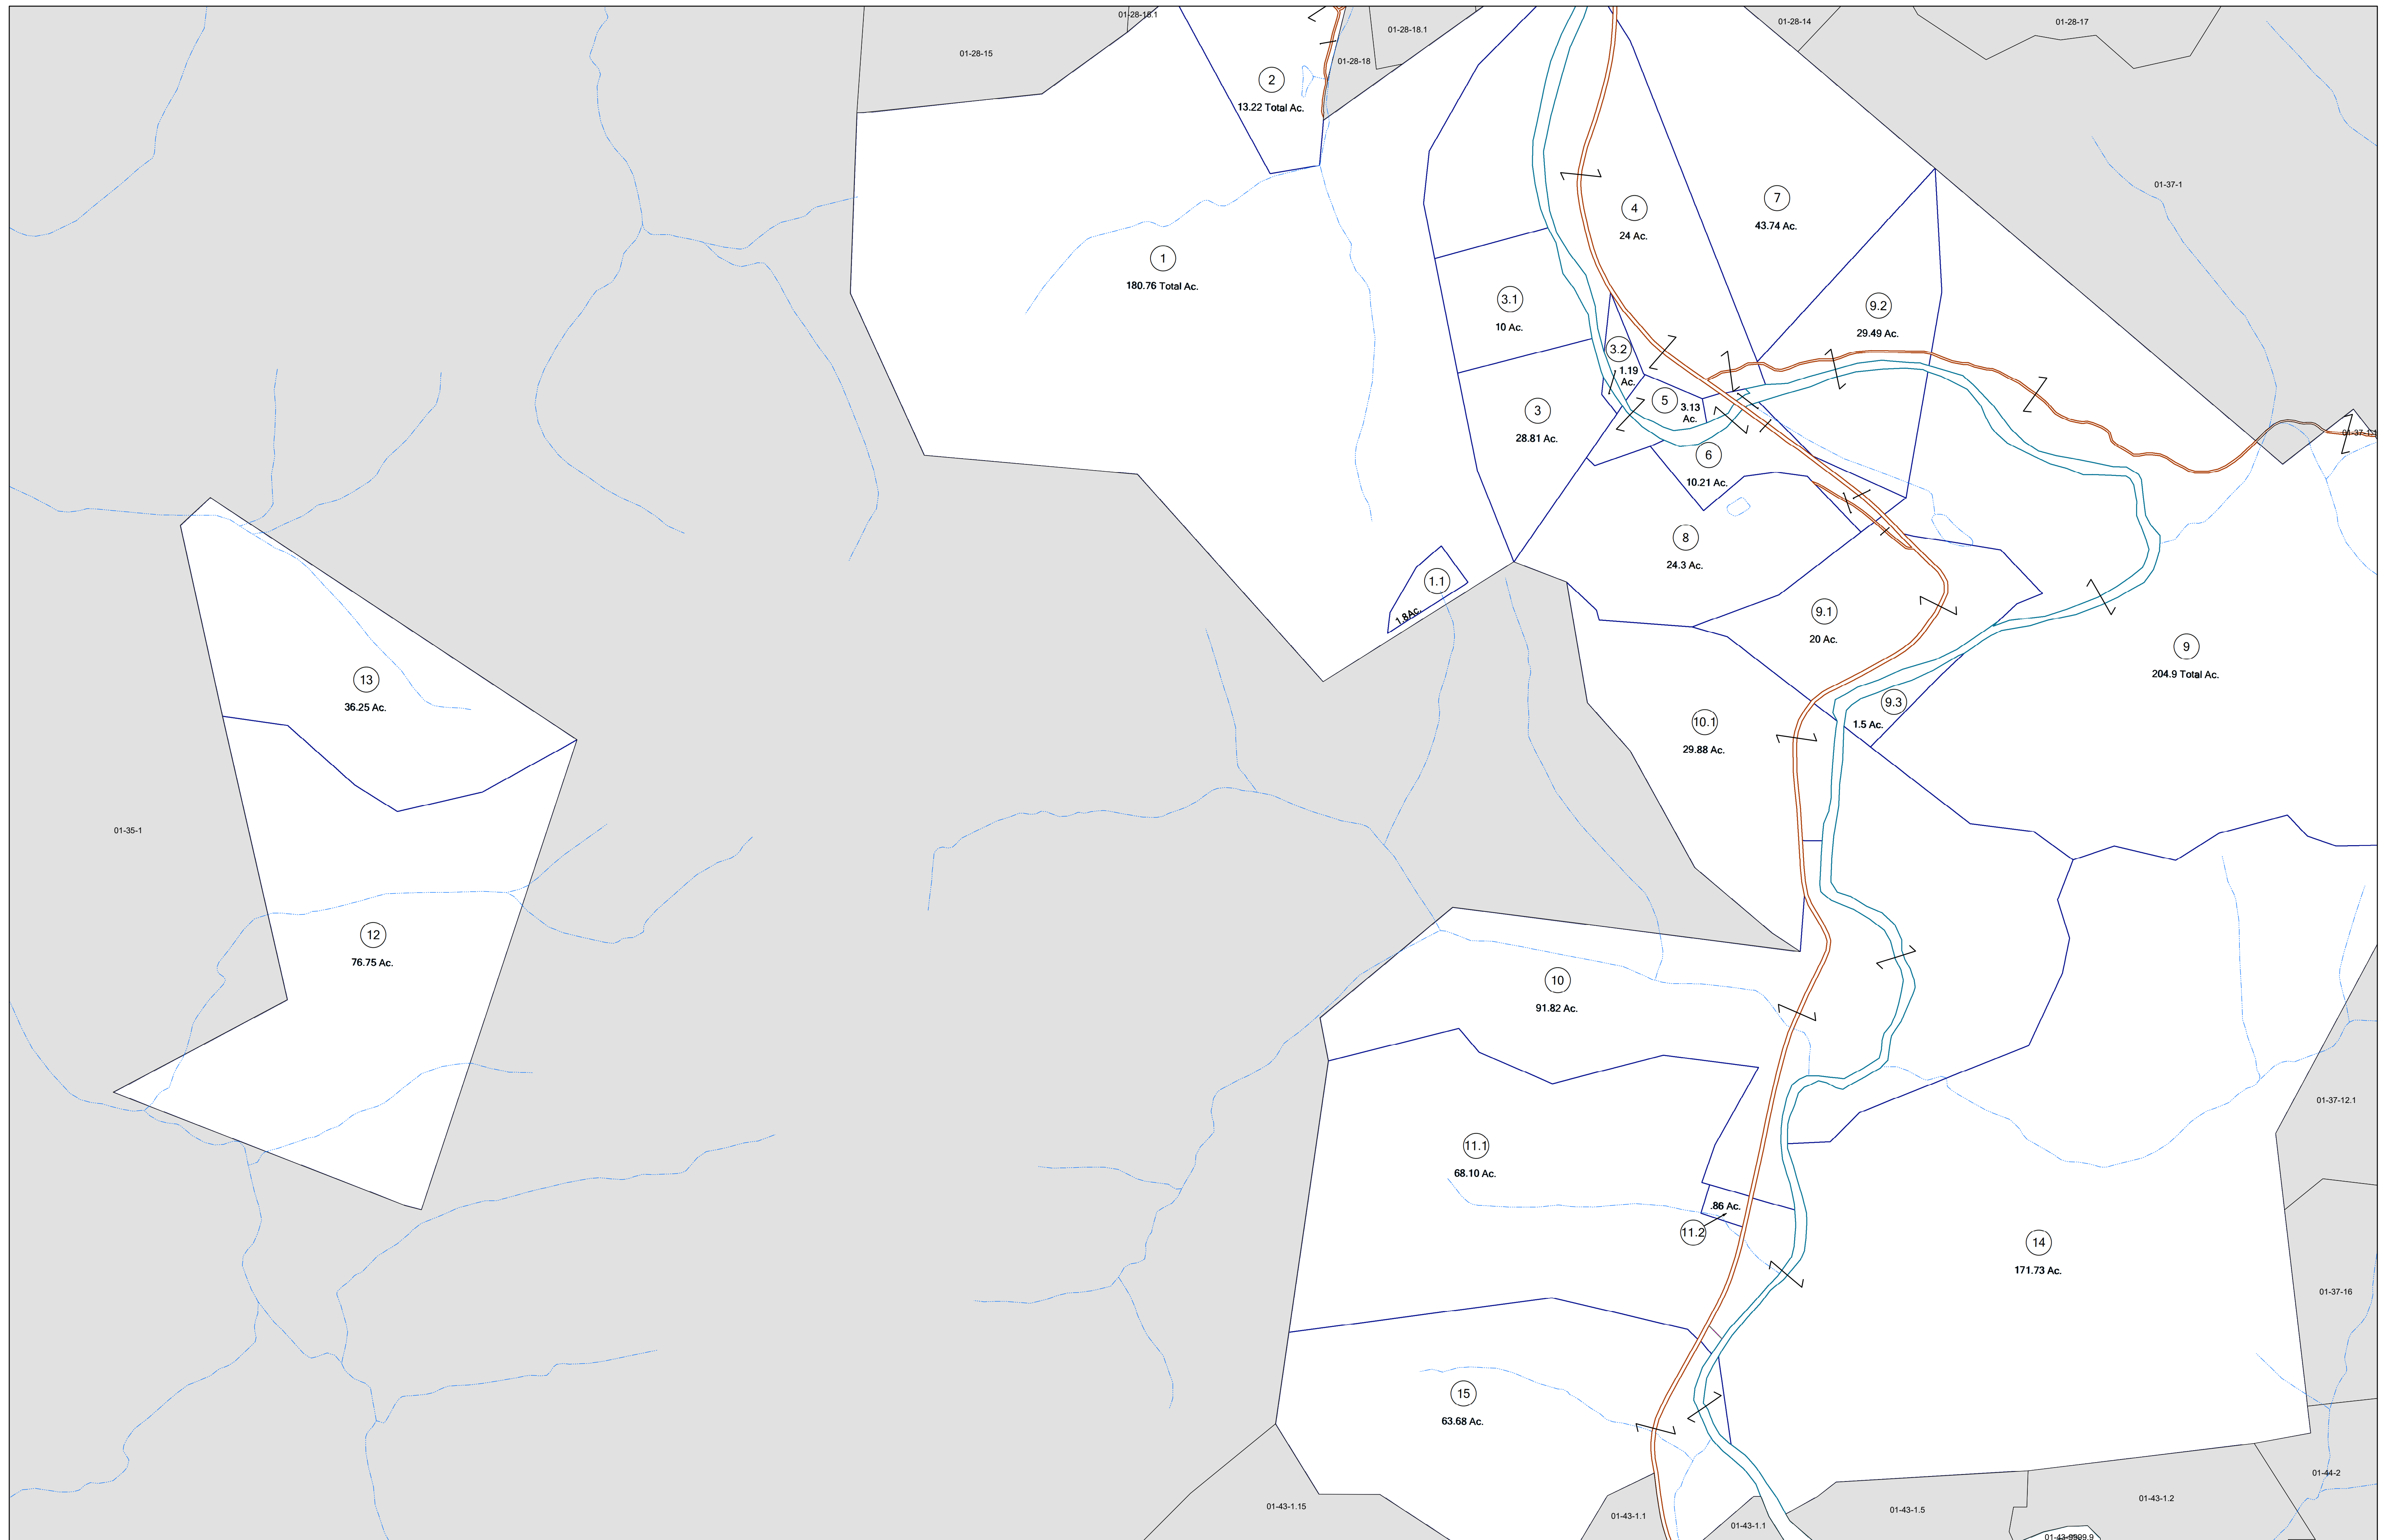 01-28-18.1
01-28-15
01-28-18.1
01-28-14
01-28-17
01-28-18
2
13.22 Total Ac.
01-37-1
7
43.74 Ac.
4
24 Ac.
1
180.76 Total Ac.
3.1
10 Ac.
9.2
29.49 Ac.
3.2
1.19
Ac.
5
3.13
Ac.
3
28.81 Ac.
6
10.21 Ac.
8
24.3 Ac.
1.1
1.8Ac.
9.1
20 Ac.
9
204.9 Total Ac.
13
36.25 Ac.
9.3
1.5 Ac.
10.1
29.88 Ac.
01-35-1
12
76.75 Ac.
10
91.82 Ac.
01-37-12.1
11.1
68.10 Ac.
.86 Ac.
11.2
14
171.73 Ac.
01-37-16
15
63.68 Ac.
01-44-2
01-43-1.15
01-43-1.1
01-43-1.1
01-43-1.5
01-43-1.2
01-43-9999.9